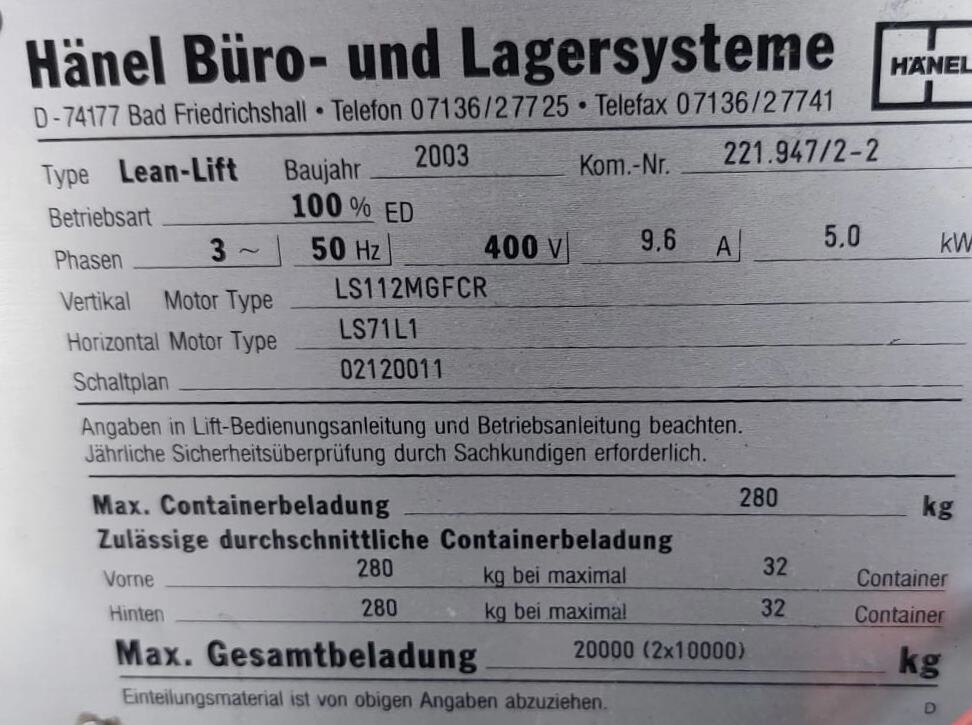 Hänel Büro- und Lagersysteme
HÄNEL
D-74177 Bad Friedrichshall • Telefon 07136/27725 • Telefax 07136/27741
Type Lean-Lift Baujahr 2003 Kom.-Nr. 221.947/2-2
Betriebsart 100 % ED
Phasen 3 ~ 50 Hz 400 V 9.6 A 5.0 kW
Vertikal Motor Type LS112MGFCR
Horizontal Motor Type LS71L1
Schaltplan 02120011
Angaben in Lift-Bedienungsanleitung und Betriebsanleitung beachten.
Jährliche Sicherheitsüberprüfung durch Sachkundigen erforderlich.
Max. Containerbeladung 280 kg
Zulässige durchschnittliche Containerbeladung
Vorne 280 kg bei maximal 32 Container
Hinten 280 kg bei maximal 32 Container
Max. Gesamtbeladung 20000 (2x10000) kg
Einteilungsmaterial ist von obigen Angaben abzuziehen.
D